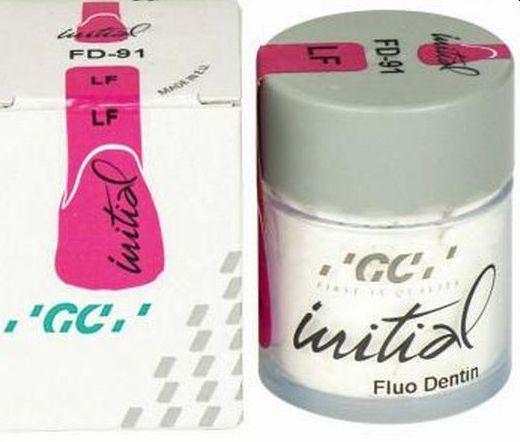 initial
FD-91
LF
MADE IN E.U.
LF
initial
GC
LF
FD-91
initial
GC
FIRST IN QUALITY
initial
Fluo Dentin